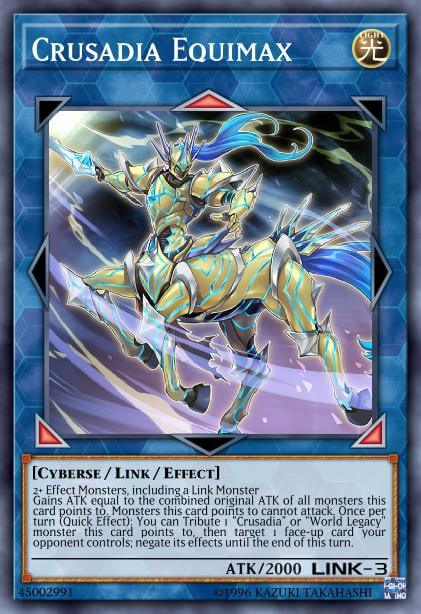 CRUSADIA EQUIMAX
LIGHT
光
[CYBERSE / LINK / EFFECT]
2+ Effect Monsters, including a Link Monster
Gains ATK equal to the combined original ATK of all monsters this
card points to. Monsters this card points to cannot attack. Once per
turn (Quick Effect): You can Tribute 1 "Crusadia" or "World Legacy"
monster this card points to, then target 1 face-up card your
opponent controls; negate its effects until the end of this turn.
ATK/2000 LINK-3
45002991 ©1996 KAZUKI TAKAHASHI